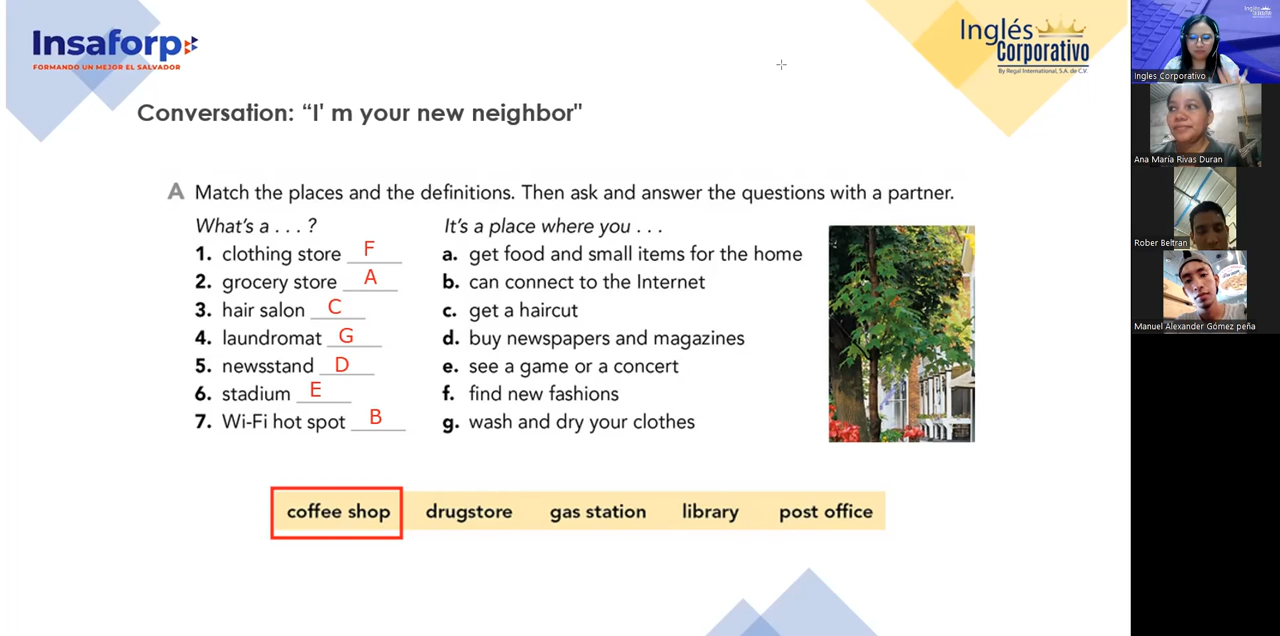 Insaforp
FORMANDO UN MEJOR EL SALVADOR
Inglés
Corporativo
By Regal International, S.A. de C.V.
Conversation: “I' m your new neighbor"
A Match the places and the definitions. Then ask and answer the questions with a partner.
What's a . . . ?
1. clothing store F
2. grocery store A
3. hair salon C
4. laundromat G
5. newsstand D
6. stadium E
7. Wi-Fi hot spot B
It's a place where you . . .
a. get food and small items for the home
b. can connect to the Internet
c. get a haircut
d. buy newspapers and magazines
e. see a game or a concert
f. find new fashions
g. wash and dry your clothes
coffee shop drugstore gas station library post office
Ingles Corporativo
Ana María Rivas Duran
Rober Beltran
Manuel Alexander Gómez peña